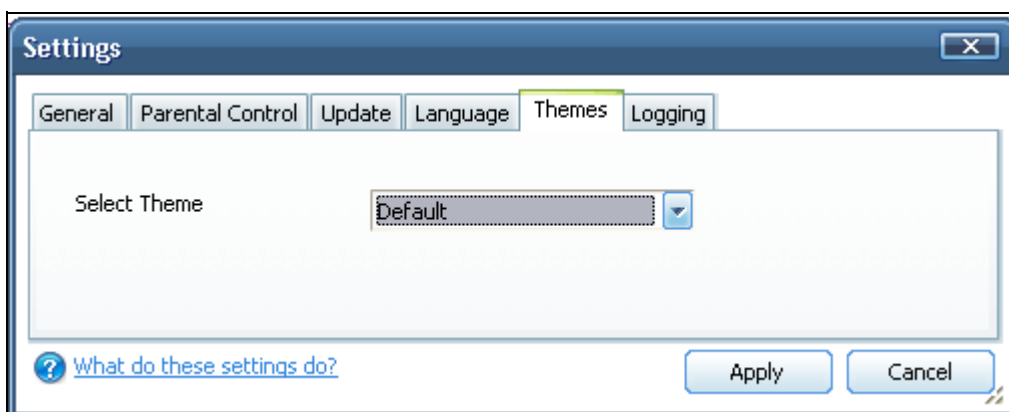 Settings
General Parental Control Update Language Themes Logging
Select Theme Default
What do these settings do? Apply Cancel